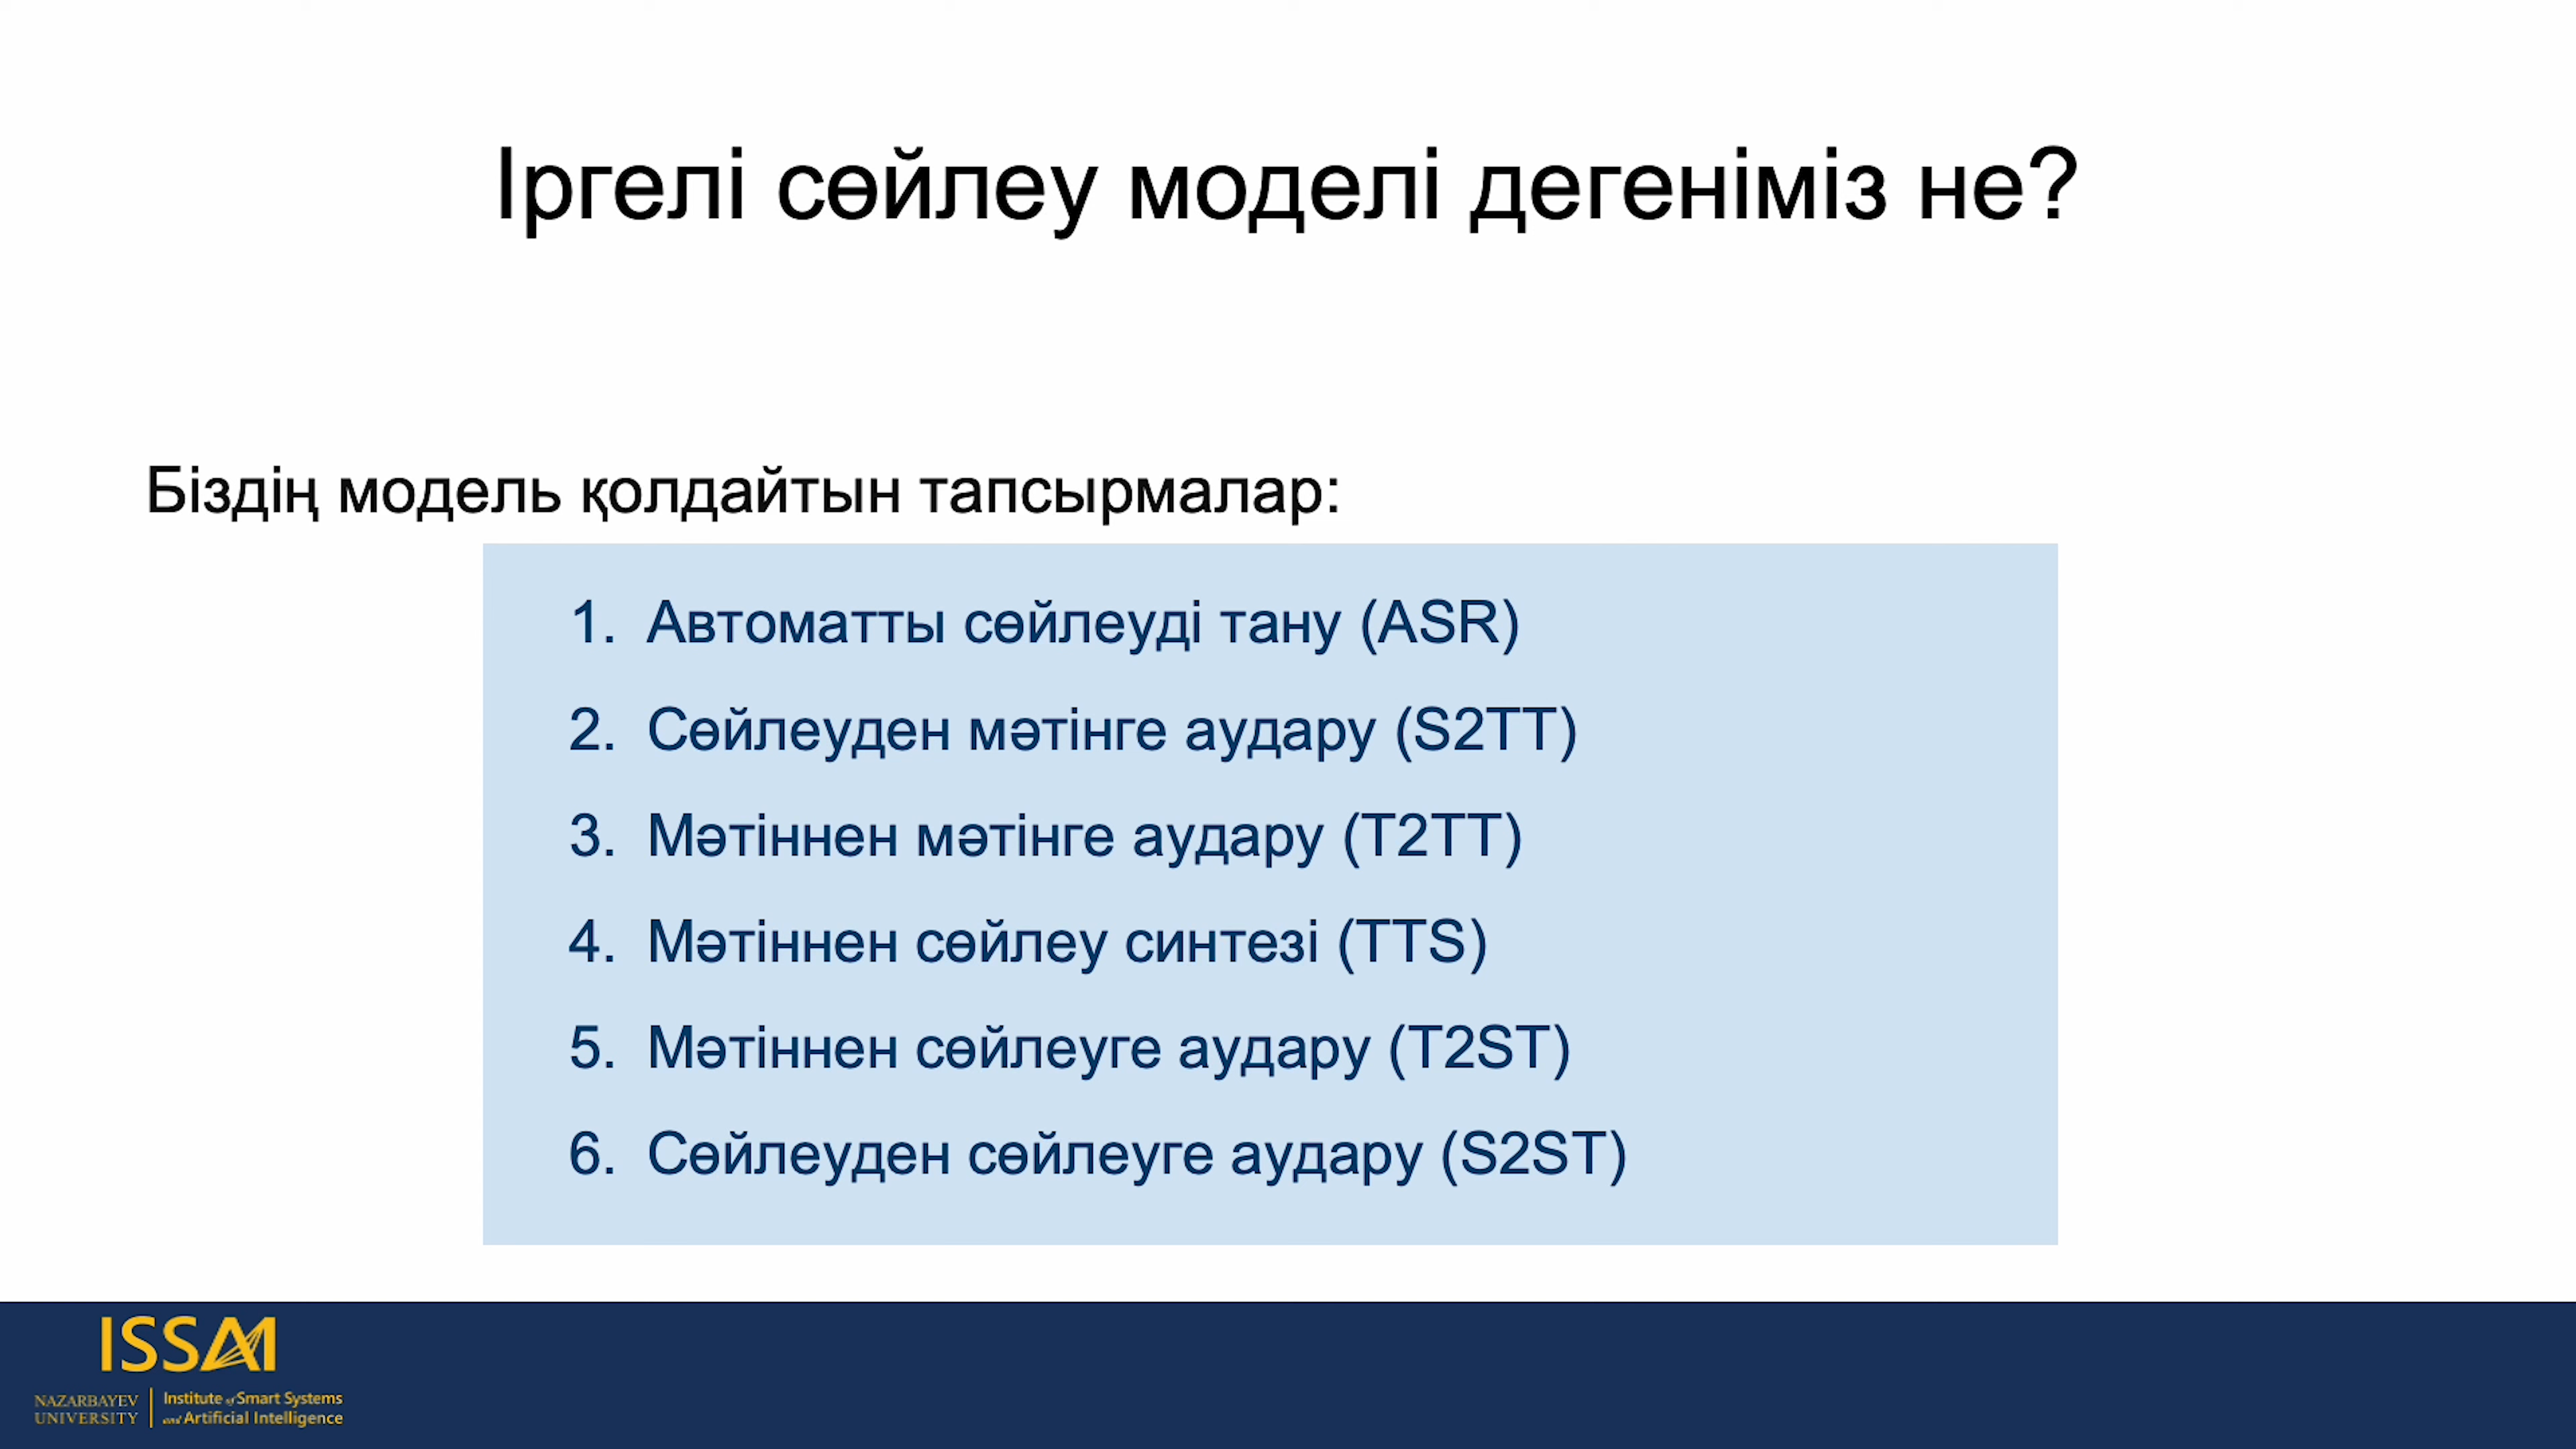 Іргелі сөйлеу моделі дегеніміз не?
Біздің модель қолдайтын тапсырмалар:
1. Автоматты сөйлеуді тану (ASR)
2. Сөйлеуден мәтінге аудару (S2TT)
3. Мәтіннен мәтінге аудару (T2TT)
4. Мәтіннен сөйлеу синтезі (TTS)
5. Мәтіннен сөйлеуге аудару (T2ST)
6. Сөйлеуден сөйлеуге аудару (S2ST)
ISSAI
NAZARBAYEV
UNIVERSITY
Institute of Smart Systems
and Artificial Intelligence